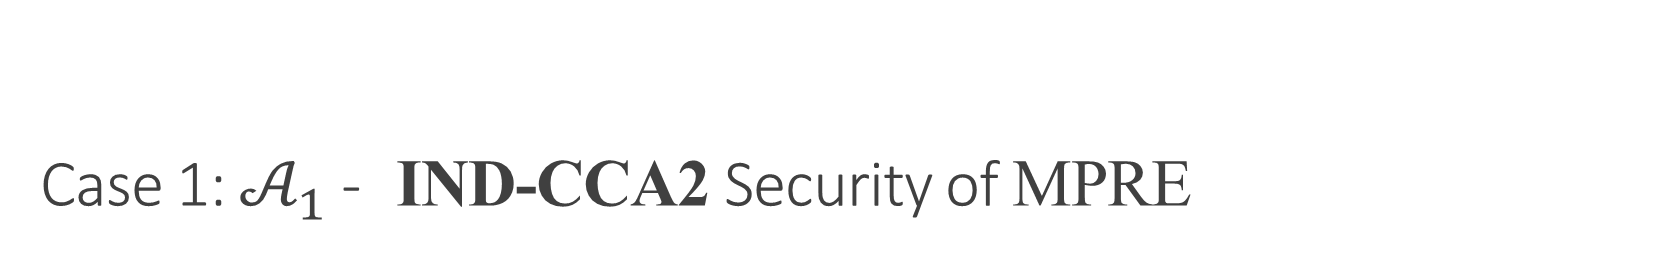 Case 1: 𝒜₁ - IND-CCA2 Security of MPRE